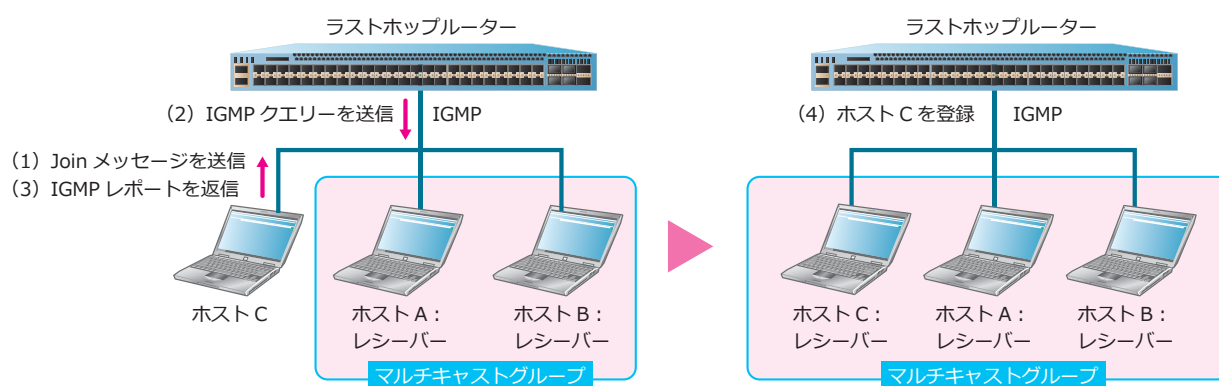 ラストホップルーター
(2) IGMP クエリーを送信
IGMP
(1) Join メッセージを送信
(3) IGMP レポートを返信
ホスト C
ホスト A：
レシーバー
ホスト B：
レシーバー
マルチキャストグループ
ラストホップルーター
(4) ホスト C を登録
IGMP
ホスト C：
レシーバー
ホスト A：
レシーバー
ホスト B：
レシーバー
マルチキャストグループ